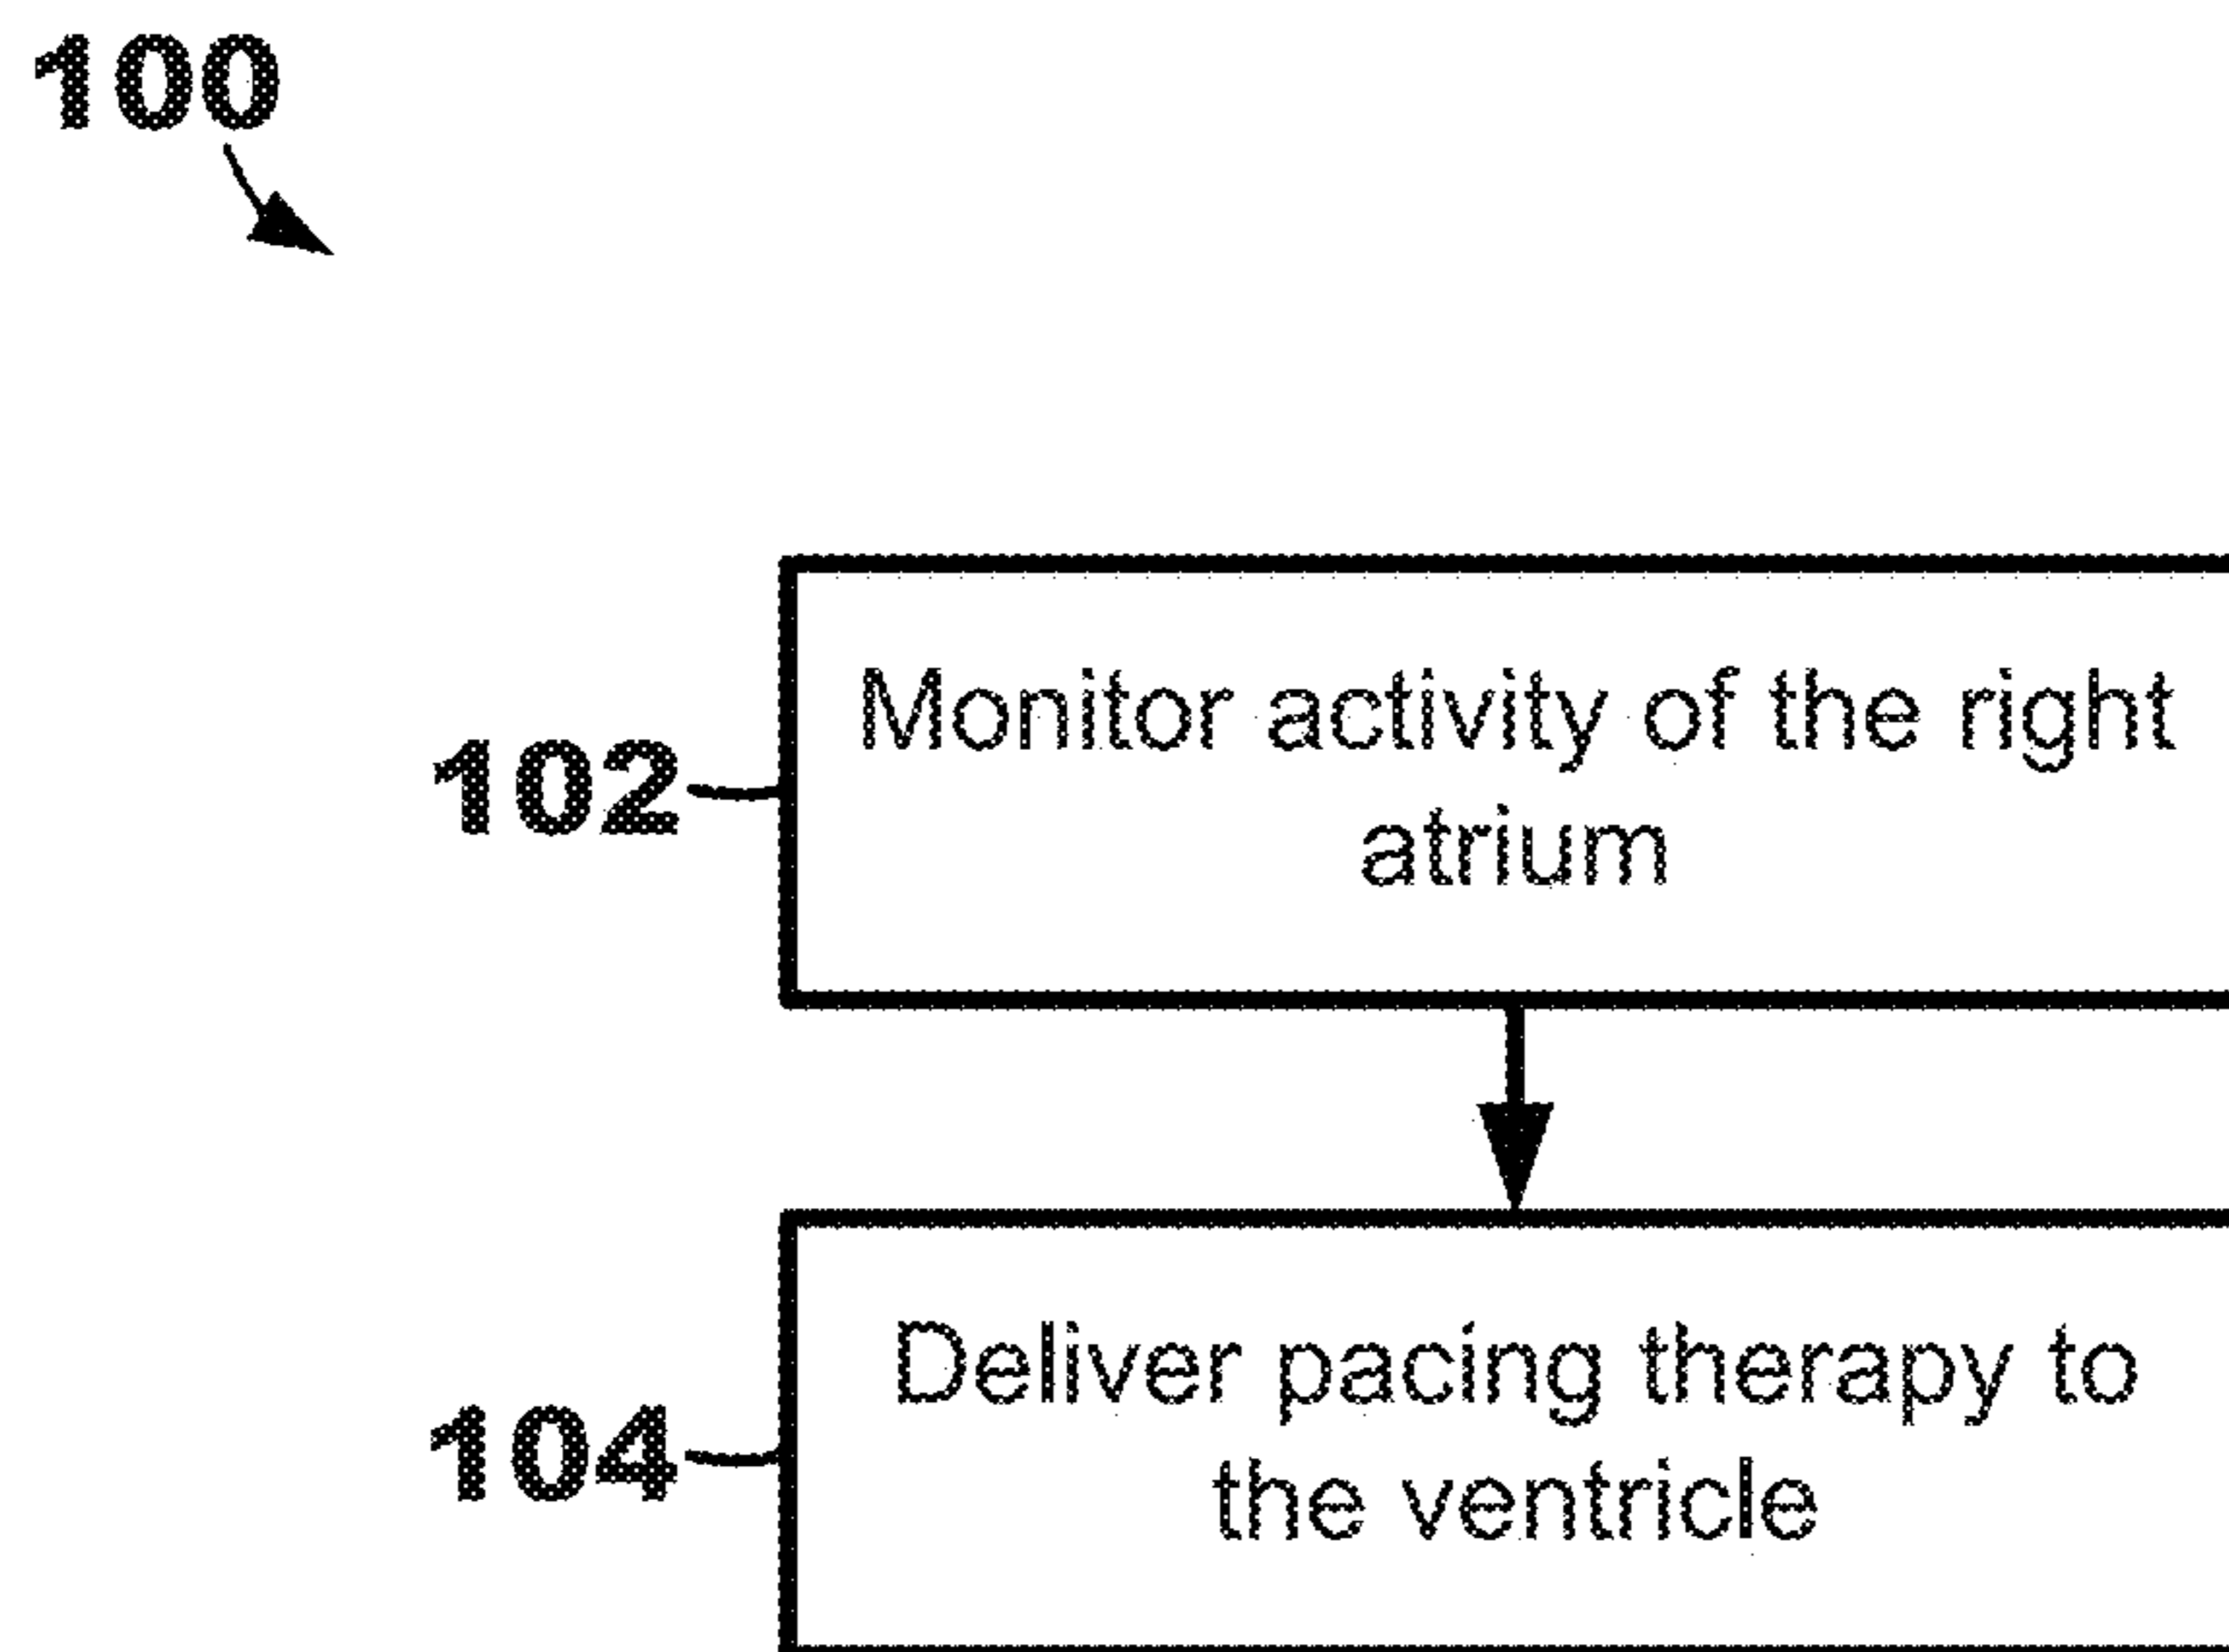 100
102
Monitor activity of the right
atrium
104
Deliver pacing therapy to
the ventricle